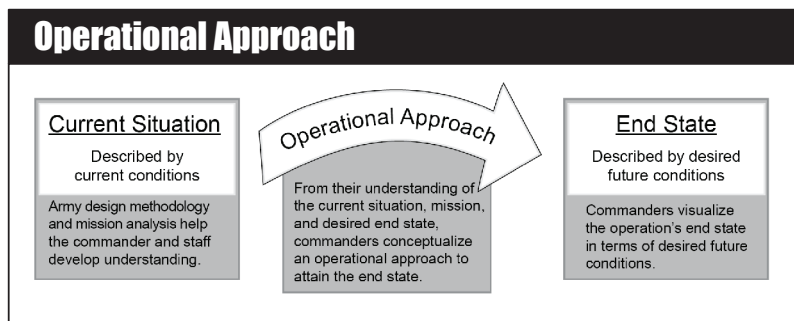 Operational Approach
Current Situation
Described by
current conditions
Army design methodology
and mission analysis help
the commander and staff
develop understanding.
Operational Approach
From their understanding of
the current situation, mission,
and desired end state,
commanders conceptualize
an operational approach to
attain the end state.
End State
Described by desired
future conditions
Commanders visualize
the operation's end state
in terms of desired future
conditions.